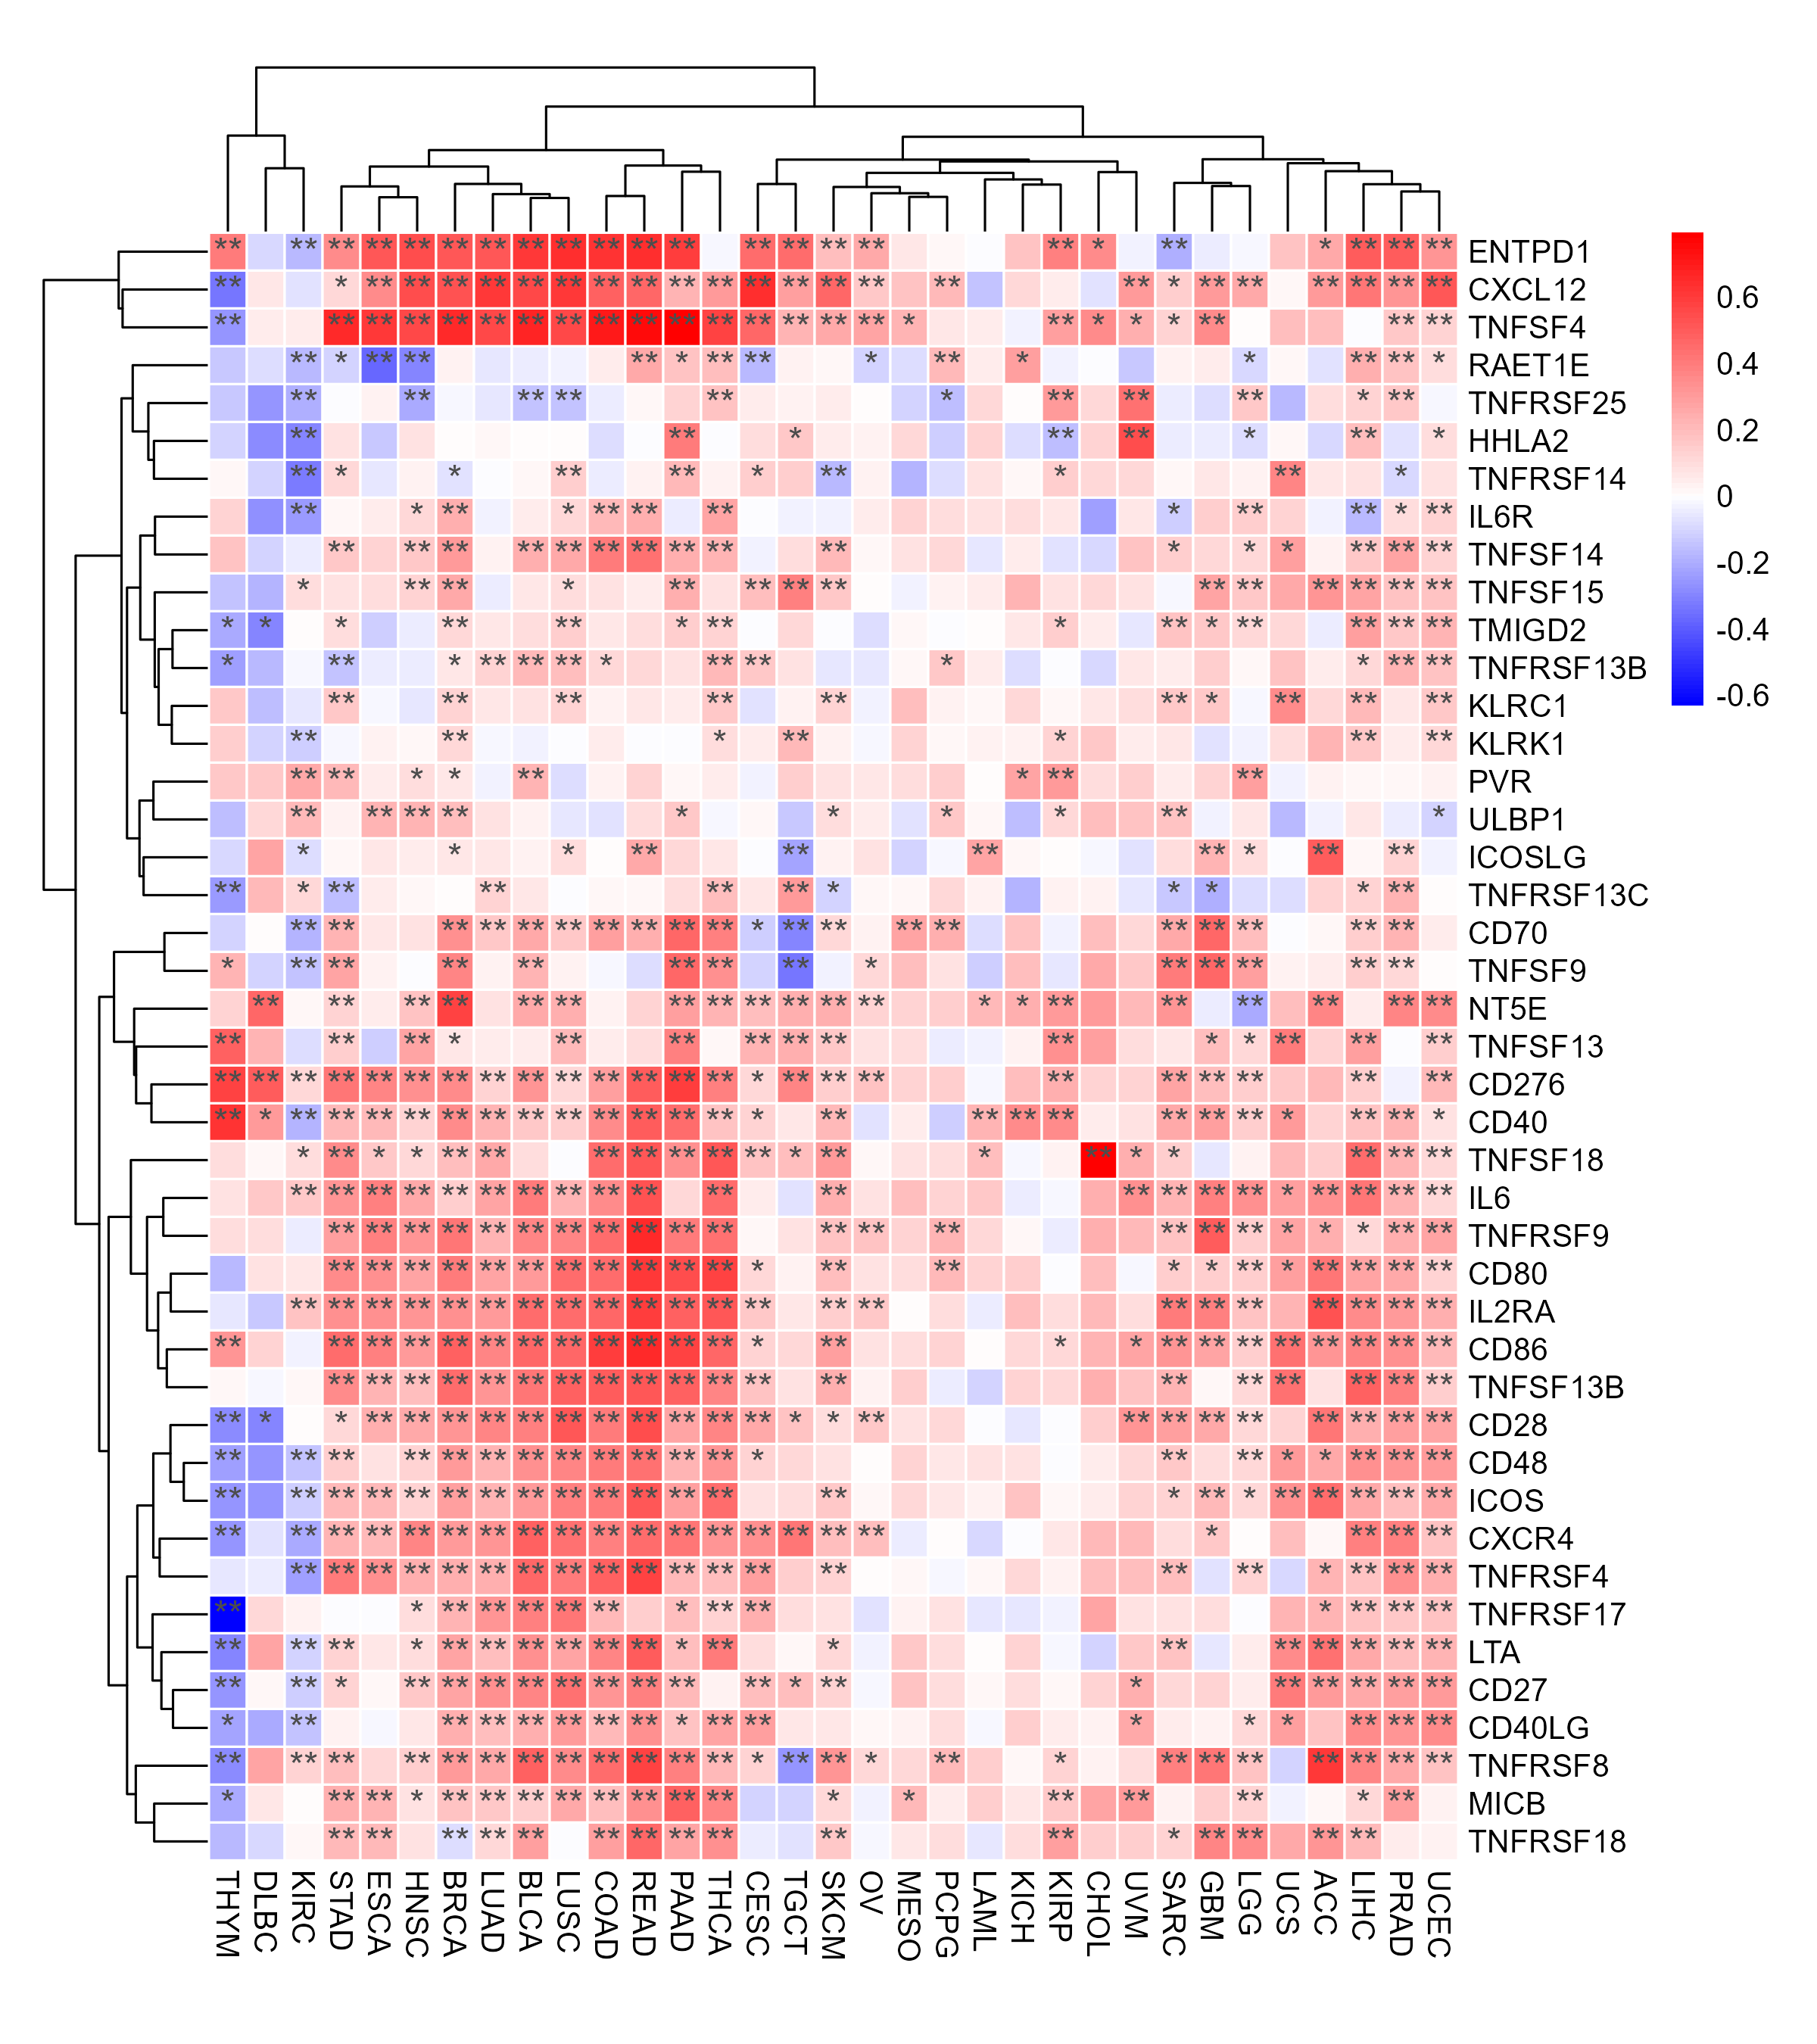 ENTPD1
CXCL12
TNFSF4
RAET1E
TNFRSF25
HHLA2
TNFRSF14
IL6R
TNFSF14
TNFSF15
TMIGD2
TNFRSF13B
KLRC1
KLRK1
PVR
ULBP1
ICOSLG
TNFRSF13C
CD70
TNFSF9
NT5E
TNFSF13
CD276
CD40
TNFSF18
IL6
TNFRSF9
CD80
IL2RA
CD86
TNFSF13B
CD28
CD48
ICOS
CXCR4
TNFRSF4
TNFRSF17
LTA
CD27
CD40LG
TNFRSF8
MICB
TNFRSF18
0.6
0.4
0.2
0
-0.2
-0.4
-0.6
THYM
DLBC
KIRC
STAD
ESCA
HNSC
BRCA
LUAD
BLCA
LUSC
COAD
READ
PAAD
THCA
CESC
TGCT
SKCM
OV
MESO
PCPG
LAML
KICH
KIRP
CHOL
UVM
SARC
GBM
LGG
UCS
ACC
LIHC
PRAD
UCEC